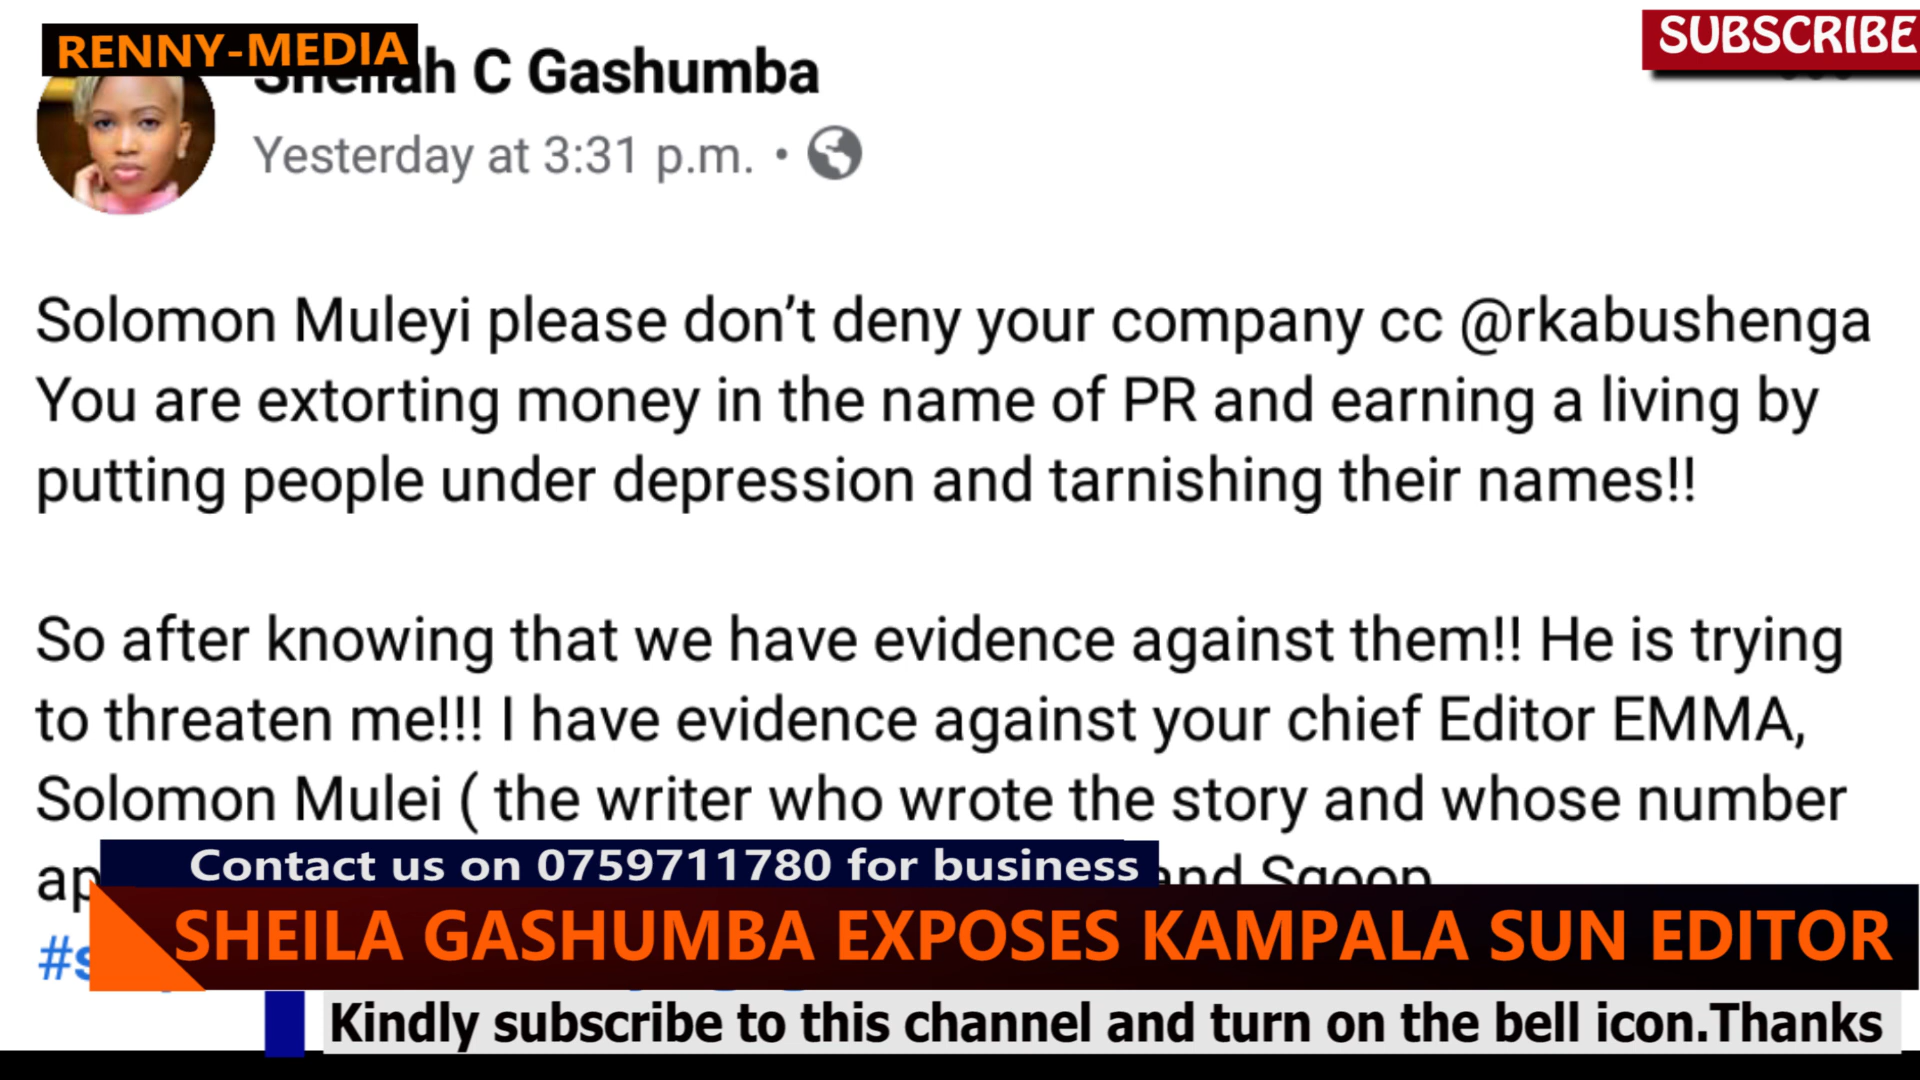 RENNY-MEDIA
SUBSCRIBE
C Gashumba
Yesterday at 3:31 p.m. •
Solomon Muleyi please don’t deny your company cc @rkabushenga
You are extorting money in the name of PR and earning a living by
putting people under depression and tarnishing their names!!
So after knowing that we have evidence against them!! He is trying
to threaten me!!! I have evidence against your chief Editor EMMA,
Solomon Mulei ( the writer who wrote the story and whose number
and Sqoop
Contact us on 0759711780 for business
SHEILA GASHUMBA EXPOSES KAMPALA SUN EDITOR
Kindly subscribe to this channel and turn on the bell icon.Thanks